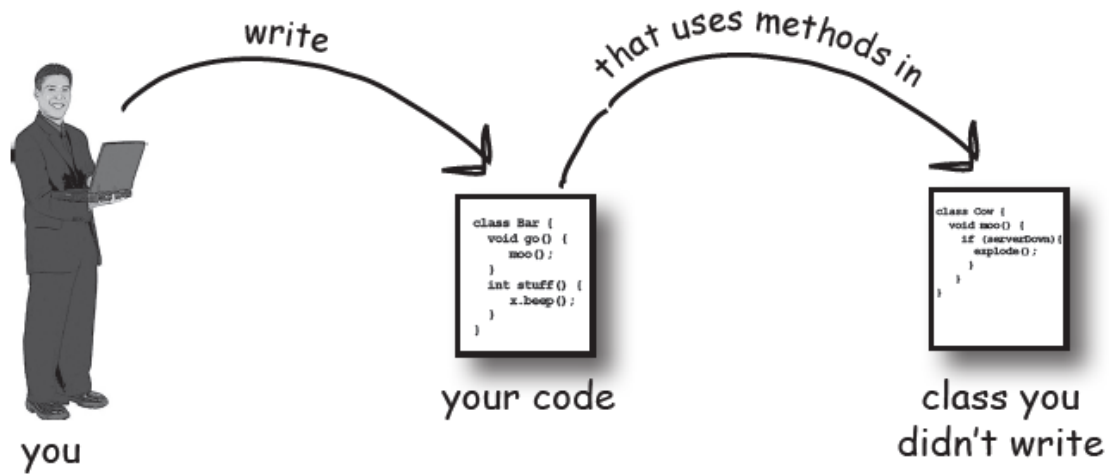 write
that uses methods in
class Bar {
void go() {
moo();
}
int stuff() {
x.beep();
}
}
class Cow {
void moo() {
if (serverDown){
explode();
}
}
}
your code
class you
didn't write
you